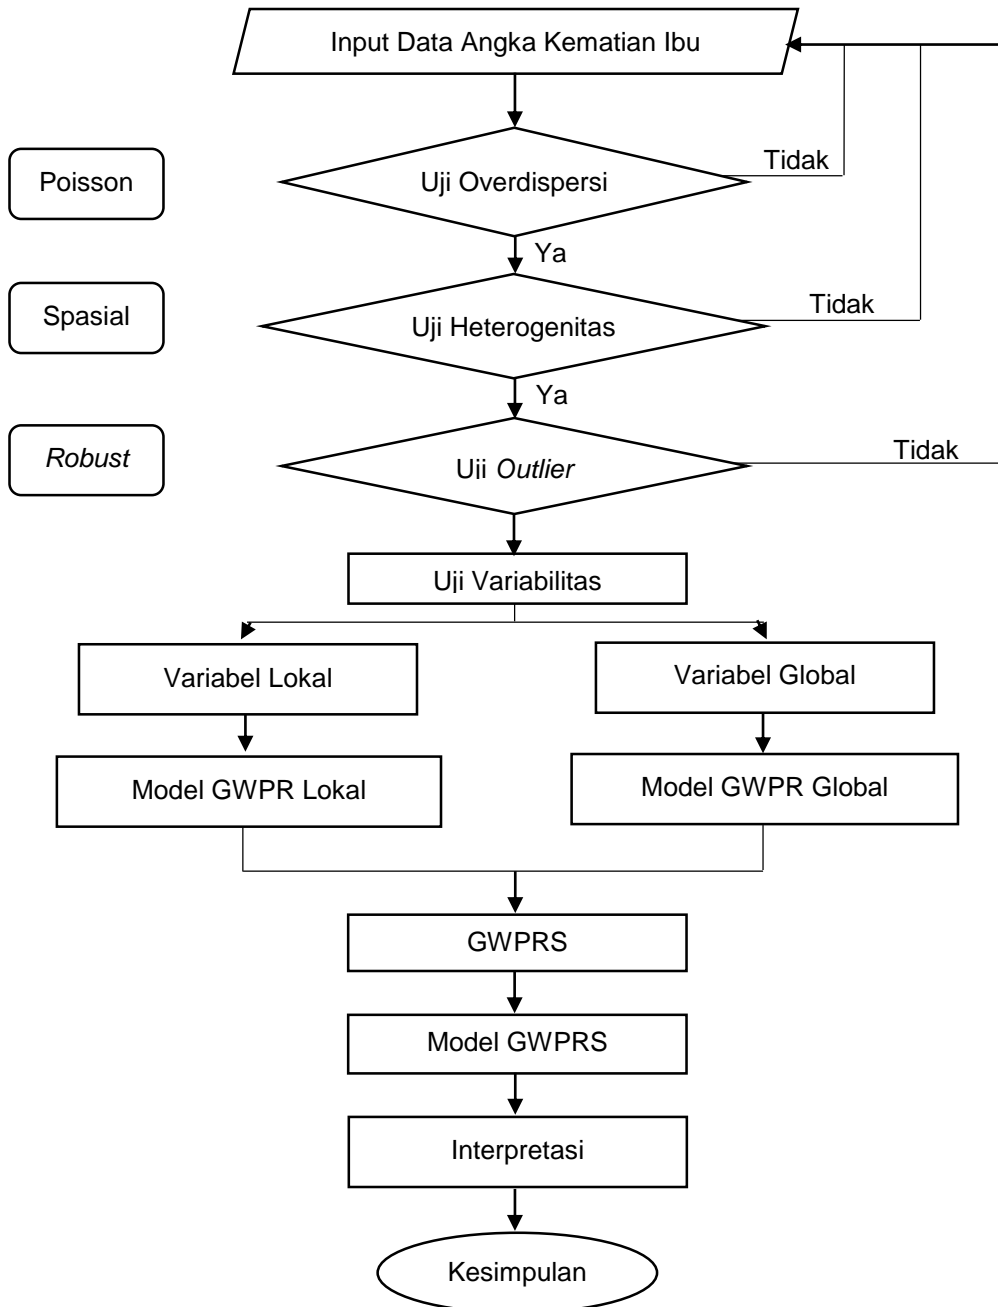 Input Data Angka Kematian Ibu
Tidak
Poisson
Uji Overdispersi
Ya
Tidak
Spasial
Uji Heterogenitas
Ya
Tidak
Robust
Uji Outlier
Uji Variabilitas
Variabel Lokal
Variabel Global
Model GWPR Lokal
Model GWPR Global
GWPRS
Model GWPRS
Interpretasi
Kesimpulan